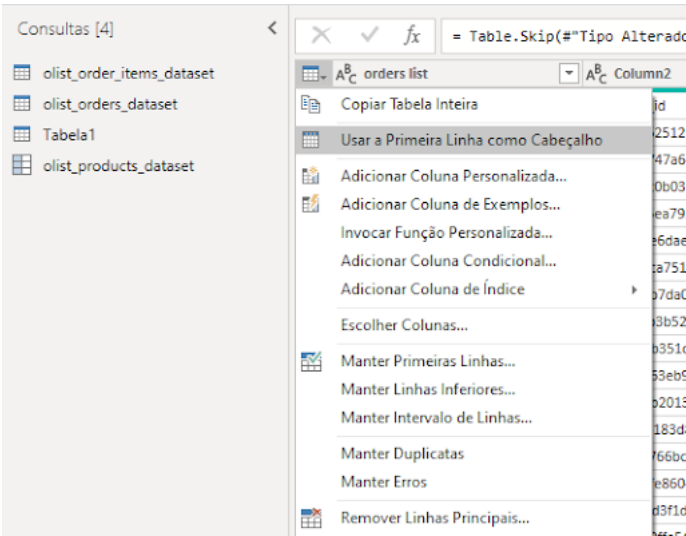 Consultas [4]
olist_order_items_dataset
olist_orders_dataset
Tabela1
olist_products_dataset
fx = Table.Skip(#"Tipo Alterado
ABC orders list ABC Column2
Copiar Tabela Inteira
Usar a Primeira Linha como Cabeçalho
Adicionar Coluna Personalizada...
Adicionar Coluna de Exemplos...
Invocar Função Personalizada...
Adicionar Coluna Condicional...
Adicionar Coluna de Índice
Escolher Colunas...
Manter Primeiras Linhas...
Manter Linhas Inferiores...
Manter Intervalo de Linhas...
Manter Duplicatas
Manter Erros
Remover Linhas Principais...